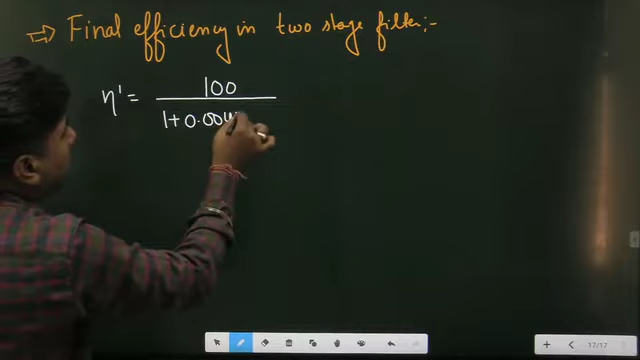 ⇒ Final efficiency in two stage filter:-
η' = 100
1+0.004
17/17